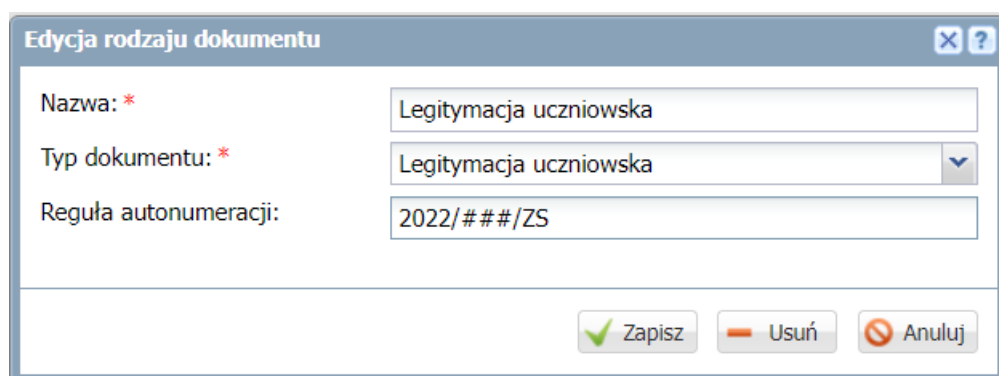 Edycja rodzaju dokumentu
Nazwa: * Legitymacja uczniowska
Typ dokumentu: * Legitymacja uczniowska
Reguła autonumeracji: 2022/###/ZS
Zapisz Usuń Anuluj